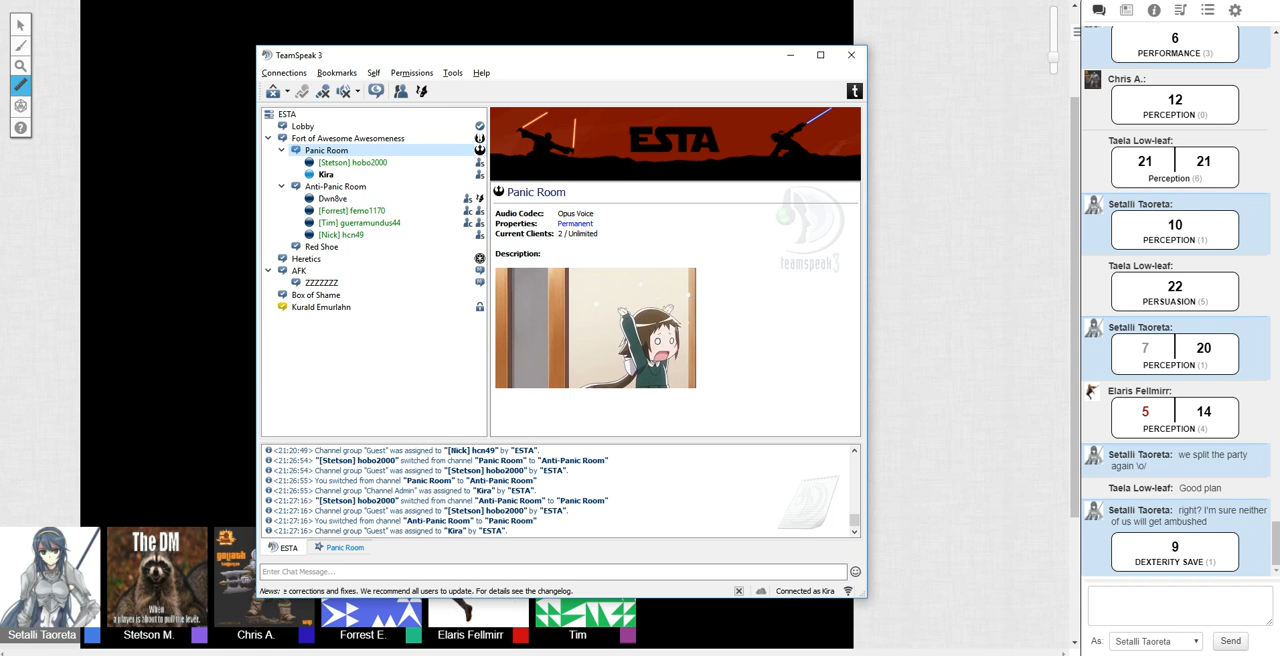 TeamSpeak 3
Connections Bookmarks Self Permissions Tools Help
t
ESTA
Lobby
Fort of Awesome Awesomeness
Panic Room
[Stetson] hobo2000
Kira
Anti-Panic Room
Dwn8ve
[Forrest] femo1170
[Tim] guerramundus44
[Nick] hcn49
Red Shoe
Heretics
AFK
ZZZZZZZ
Box of Shame
Kurald Emurlahn
ESTA
Panic Room
Audio Codec: Opus Voice
Properties: Permanent
Current Clients: 2 / Unlimited
Description:
teamspeak3
<21:20:49> Channel group "Guest" was assigned to "[Nick] hcn49" by "ESTA".
<21:26:54> "[Stetson] hobo2000" switched from channel "Panic Room" to "Anti-Panic Room"
<21:26:54> Channel group "Guest" was assigned to "[Stetson] hobo2000" by "ESTA".
<21:26:55> You switched from channel "Panic Room" to "Anti-Panic Room"
<21:26:55> Channel group "Channel Admin" was assigned to "Kira" by "ESTA".
<21:27:16> "[Stetson] hobo2000" switched from channel "Anti-Panic Room" to "Panic Room"
<21:27:16> Channel group "Guest" was assigned to "[Stetson] hobo2000" by "ESTA".
<21:27:16> You switched from channel "Anti-Panic Room" to "Panic Room"
<21:27:16> Channel group "Guest" was assigned to "Kira" by "ESTA".
ESTA Panic Room
Enter Chat Message...
News: e corrections and fixes. We recommend all users to update. For details see the changelog.
Connected as Kira
The DM
When
a player is about to pull the lever.
goliath
Setalli Taoreta
Stetson M.
Chris A.
Forrest E.
Elaris Fellmirr
Tim
6
PERFORMANCE (3)
Chris A.:
12
PERCEPTION (0)
Taela Low-leaf:
21 21
Perception (6)
Setalli Taoreta:
10
PERCEPTION (1)
Taela Low-leaf:
22
PERSUASION (5)
Setalli Taoreta:
7 20
PERCEPTION (1)
Elaris Fellmirr:
5 14
PERCEPTION (4)
Setalli Taoreta: we split the party
again \o/
Taela Low-leaf: Good plan
Setalli Taoreta: right? I'm sure neither
of us will get ambushed
9
DEXTERITY SAVE (1)
As: Setalli Taoreta Send